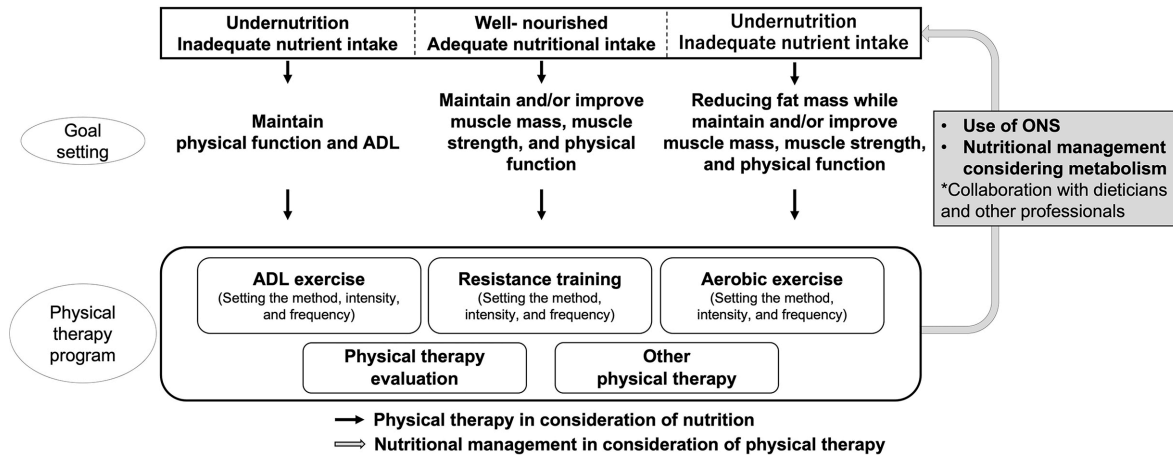 Undernutrition
Inadequate nutrient intake
Well- nourished
Adequate nutritional intake
Undernutrition
Inadequate nutrient intake
Goal
setting
Maintain
physical function and ADL
Maintain and/or improve
muscle mass, muscle
strength, and physical
function
Reducing fat mass while
maintain and/or improve
muscle mass, muscle strength,
and physical function
• Use of ONS
• Nutritional management
considering metabolism
*Collaboration with dieticians
and other professionals
Physical
therapy
program
ADL exercise
(Setting the method, intensity,
and frequency)
Resistance training
(Setting the method,
intensity, and frequency)
Aerobic exercise
(Setting the method,
intensity, and frequency)
Physical therapy
evaluation
Other
physical therapy
Physical therapy in consideration of nutrition
Nutritional management in consideration of physical therapy